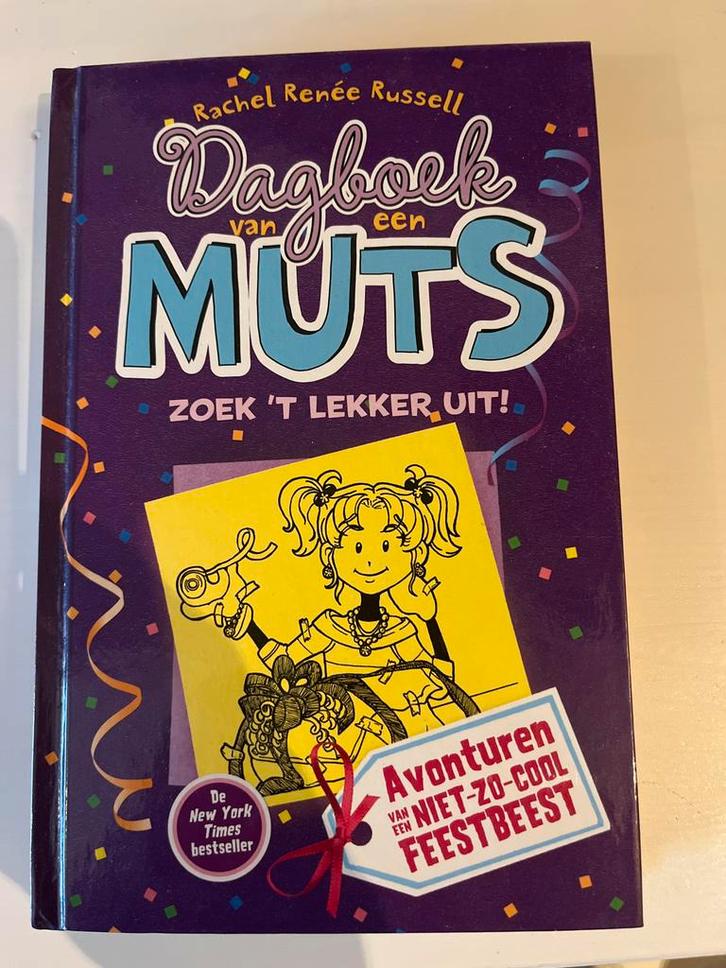 Rachel Renée Russell
Dagboek
van een
MUTS
ZOEK 'T LEKKER UIT!
Avonturen
VAN EEN NIET-ZO-COOL
FEESTBEEST
De
New York
Times
bestseller